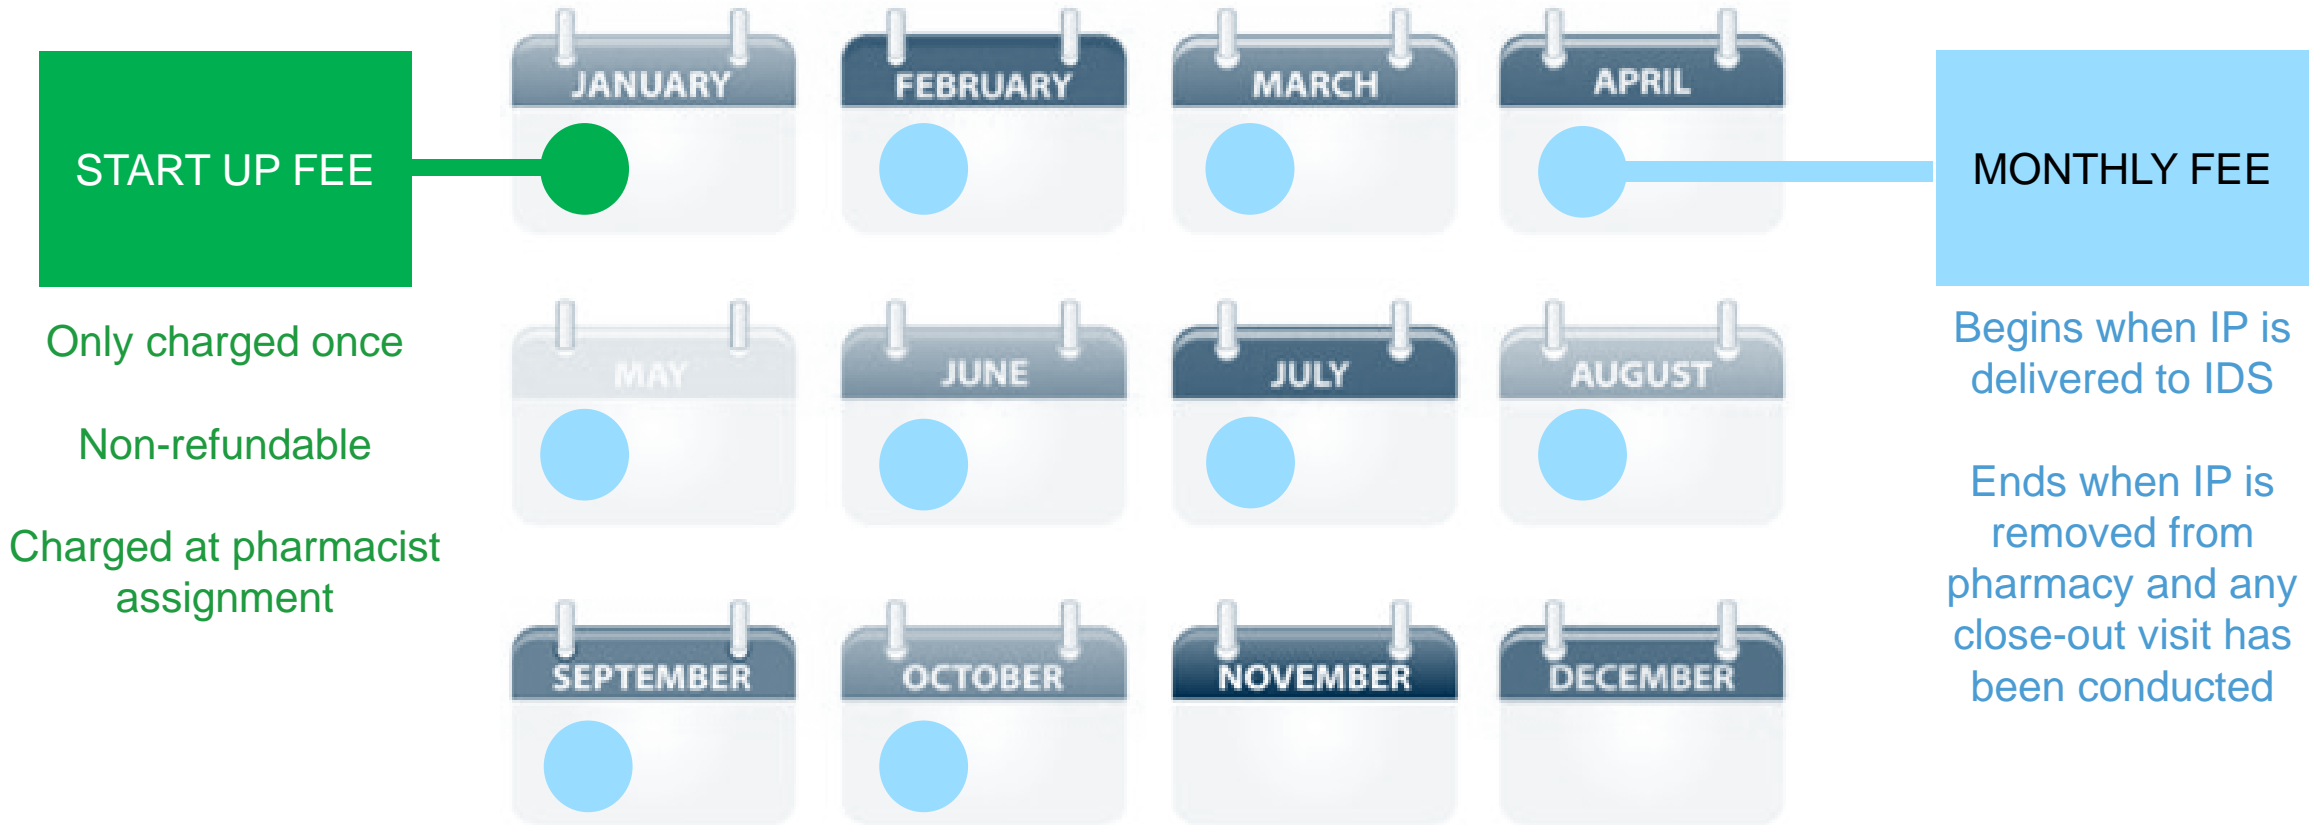 START UP FEE
Only charged once
Non-refundable
Charged at pharmacist
assignment
JANUARY
FEBRUARY
MARCH
APRIL
MAY
JUNE
JULY
AUGUST
SEPTEMBER
OCTOBER
NOVEMBER
DECEMBER
MONTHLY FEE
Begins when IP is
delivered to IDS
Ends when IP is
removed from
pharmacy and any
close-out visit has
been conducted